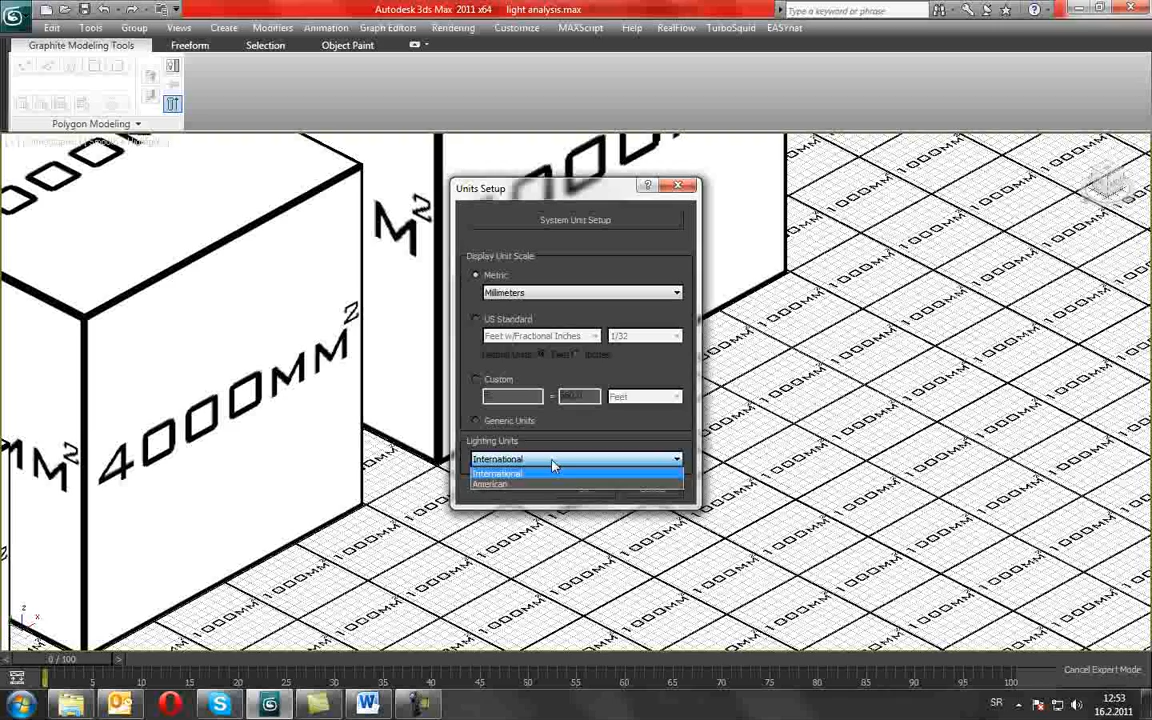 Autodesk 3ds Max 2011 x64 light analysis.max
Type a keyword or phrase
Edit Tools Group Views Create Modifiers Animation Graph Editors Rendering Customize MAXScript Help RealFlow TurboSquid
Graphite Modeling Tools Freeform Selection Object Paint
Polygon Modeling
Units Setup
System Unit Setup
Display Unit Scale
Metric
Millimeters
US Standard
Feet w/Fractional Inches 1/32
Custom
= Feet
Generic Units
Lighting Units
International
International
American
4000MM²
M²
1000MM
0 / 100
Cancel Expert Mode
5 10 15 20 25 30 35 40 45 50 55 60 65 70 75 80 85 90 95 100
SR
12:53
16.2.2011